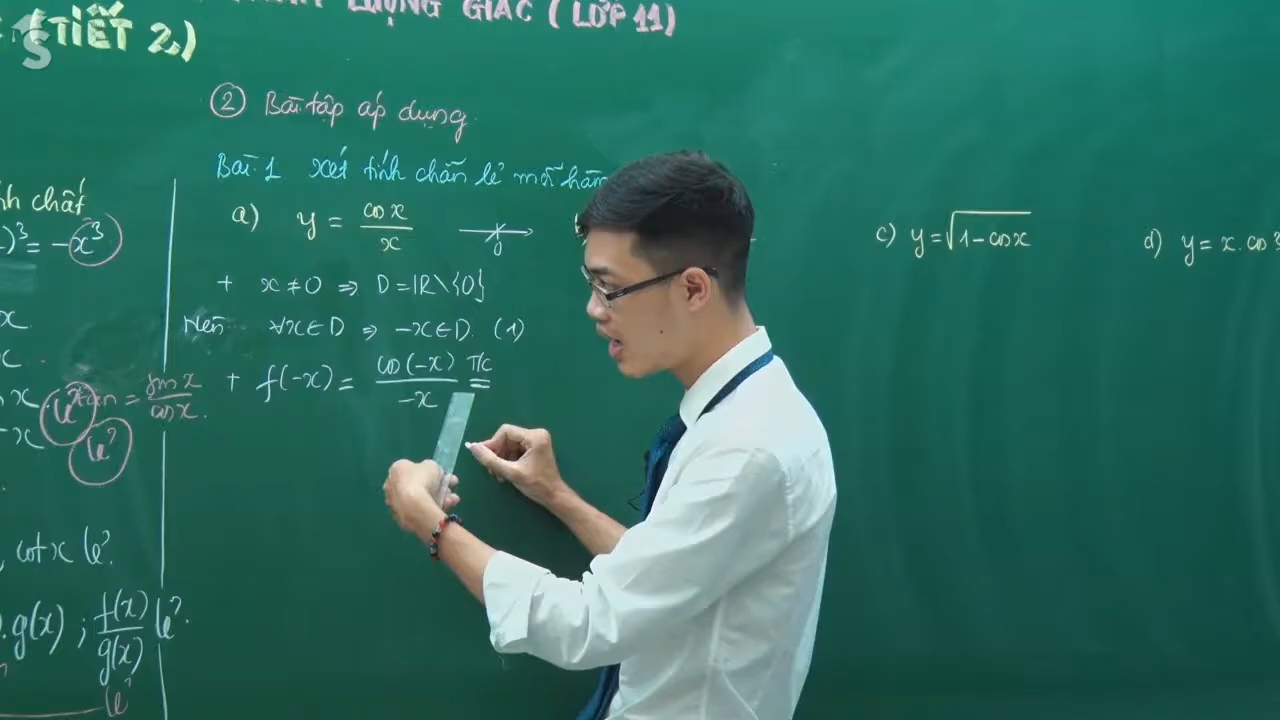 LƯỢNG GIÁC (LỚP 11)
(TIẾT 2)
S
② Bài tập áp dụng
Bài 1 xét tính chẵn lẻ mỗi hàm
a) y = cos x / x
0
+ x ≠ 0 ⇒ D = ℝ\{0}
Nên ∀x∈D ⇒ -x∈D. (1)
+ f(-x) = cos(-x) / -x T/c =
c) y = √1-cosx
d) y = x.cos
chất
)³ = -x³
x
tan = sin x / cos x.
lẻ
lẻ
, cot x lẻ.
.g(x) ; f(x)/g(x) lẻ.
lẻ